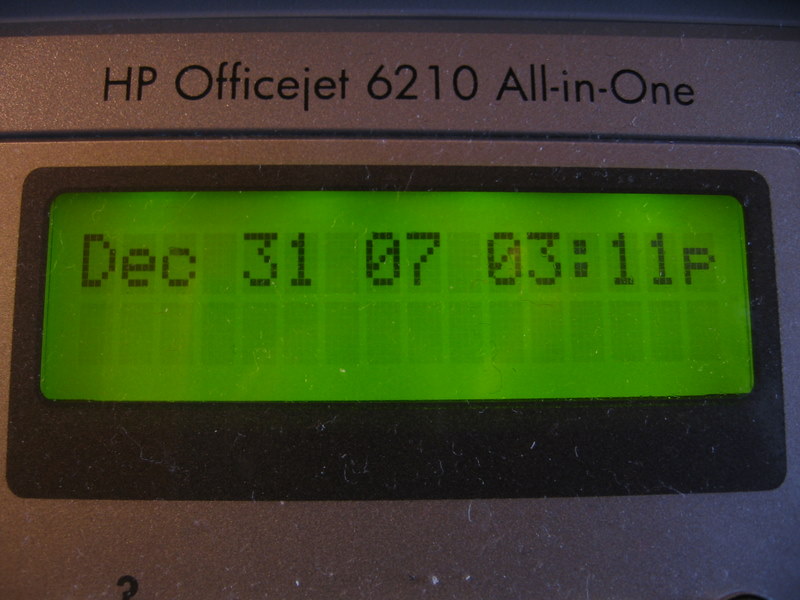 HP Officejet 6210 All-in-One
Dec 31 07 03:11p
?